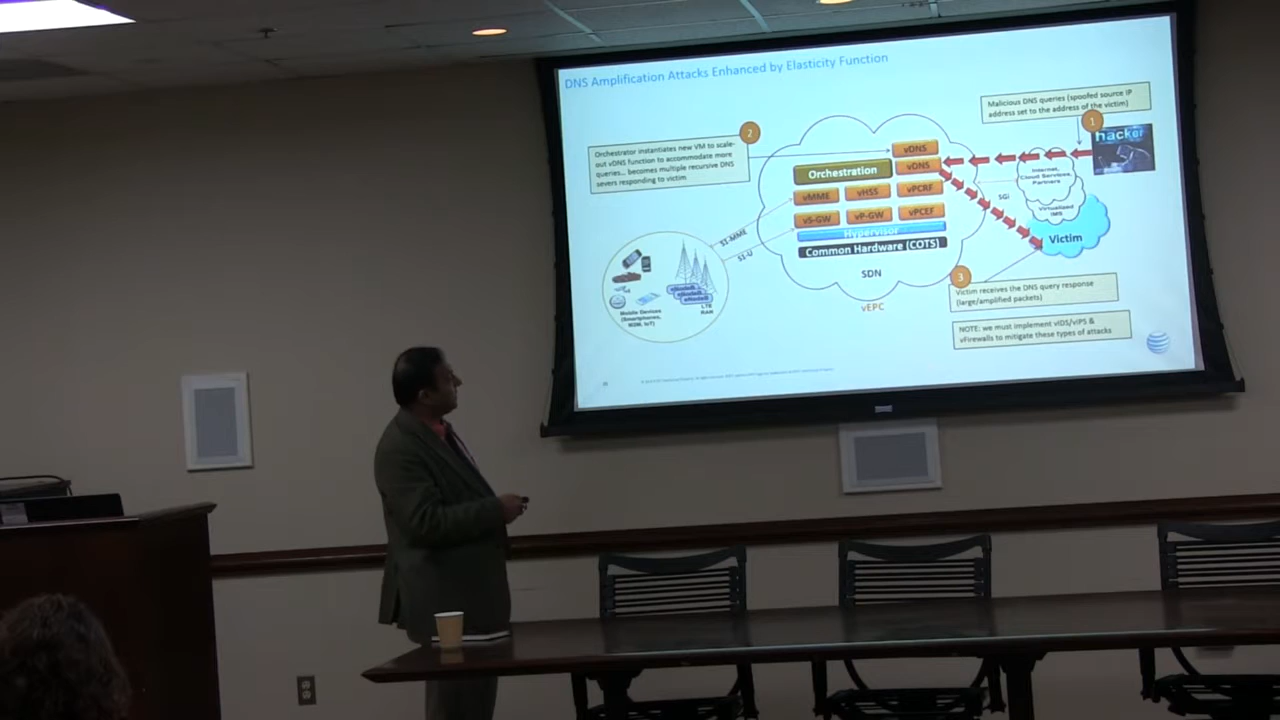 DNS Amplification Attacks Enhanced by Elasticity Function
Malicious DNS queries (spoofed source IP
address set to the address of the victim)
1
hacker
2
Orchestrator instantiates new VM to scale-
out vDNS function to accommodate more
queries... becomes multiple recursive DNS
severs responding to victim
vDNS
vDNS
Orchestration
vMME
vHSS
vPCRF
vS-GW
vP-GW
vPCEF
Hypervisor
Common Hardware (COTS)
SDN
vEPC
Internet,
Cloud Services,
Partners
SGi
Virtualized
IMS
Victim
S1-MME
S1-U
eNodeB
eNodeB
eNodeB
LTE
RAN
Mobile Devices
(Smartphones,
M2M, IoT)
3
Victim receives the DNS query response
(large/amplified packets)
NOTE: we must implement vIDS/vIPS &
vFirewalls to mitigate these types of attacks